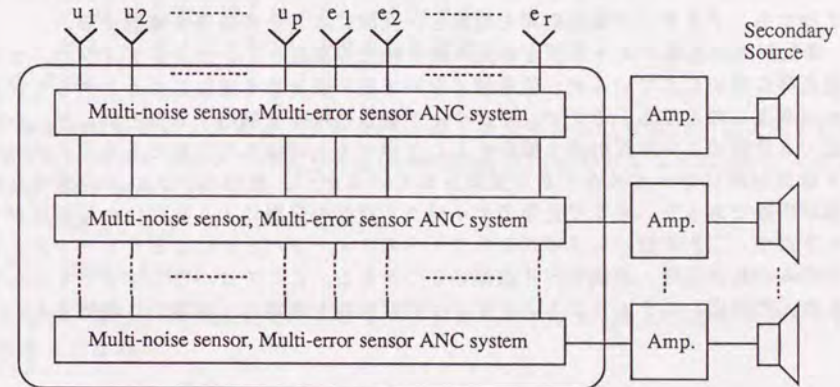 u1 u2 up e1 e2 er
Secondary
Source
Multi-noise sensor, Multi-error sensor ANC system
Amp.
Multi-noise sensor, Multi-error sensor ANC system
Amp.
Multi-noise sensor, Multi-error sensor ANC system
Amp.